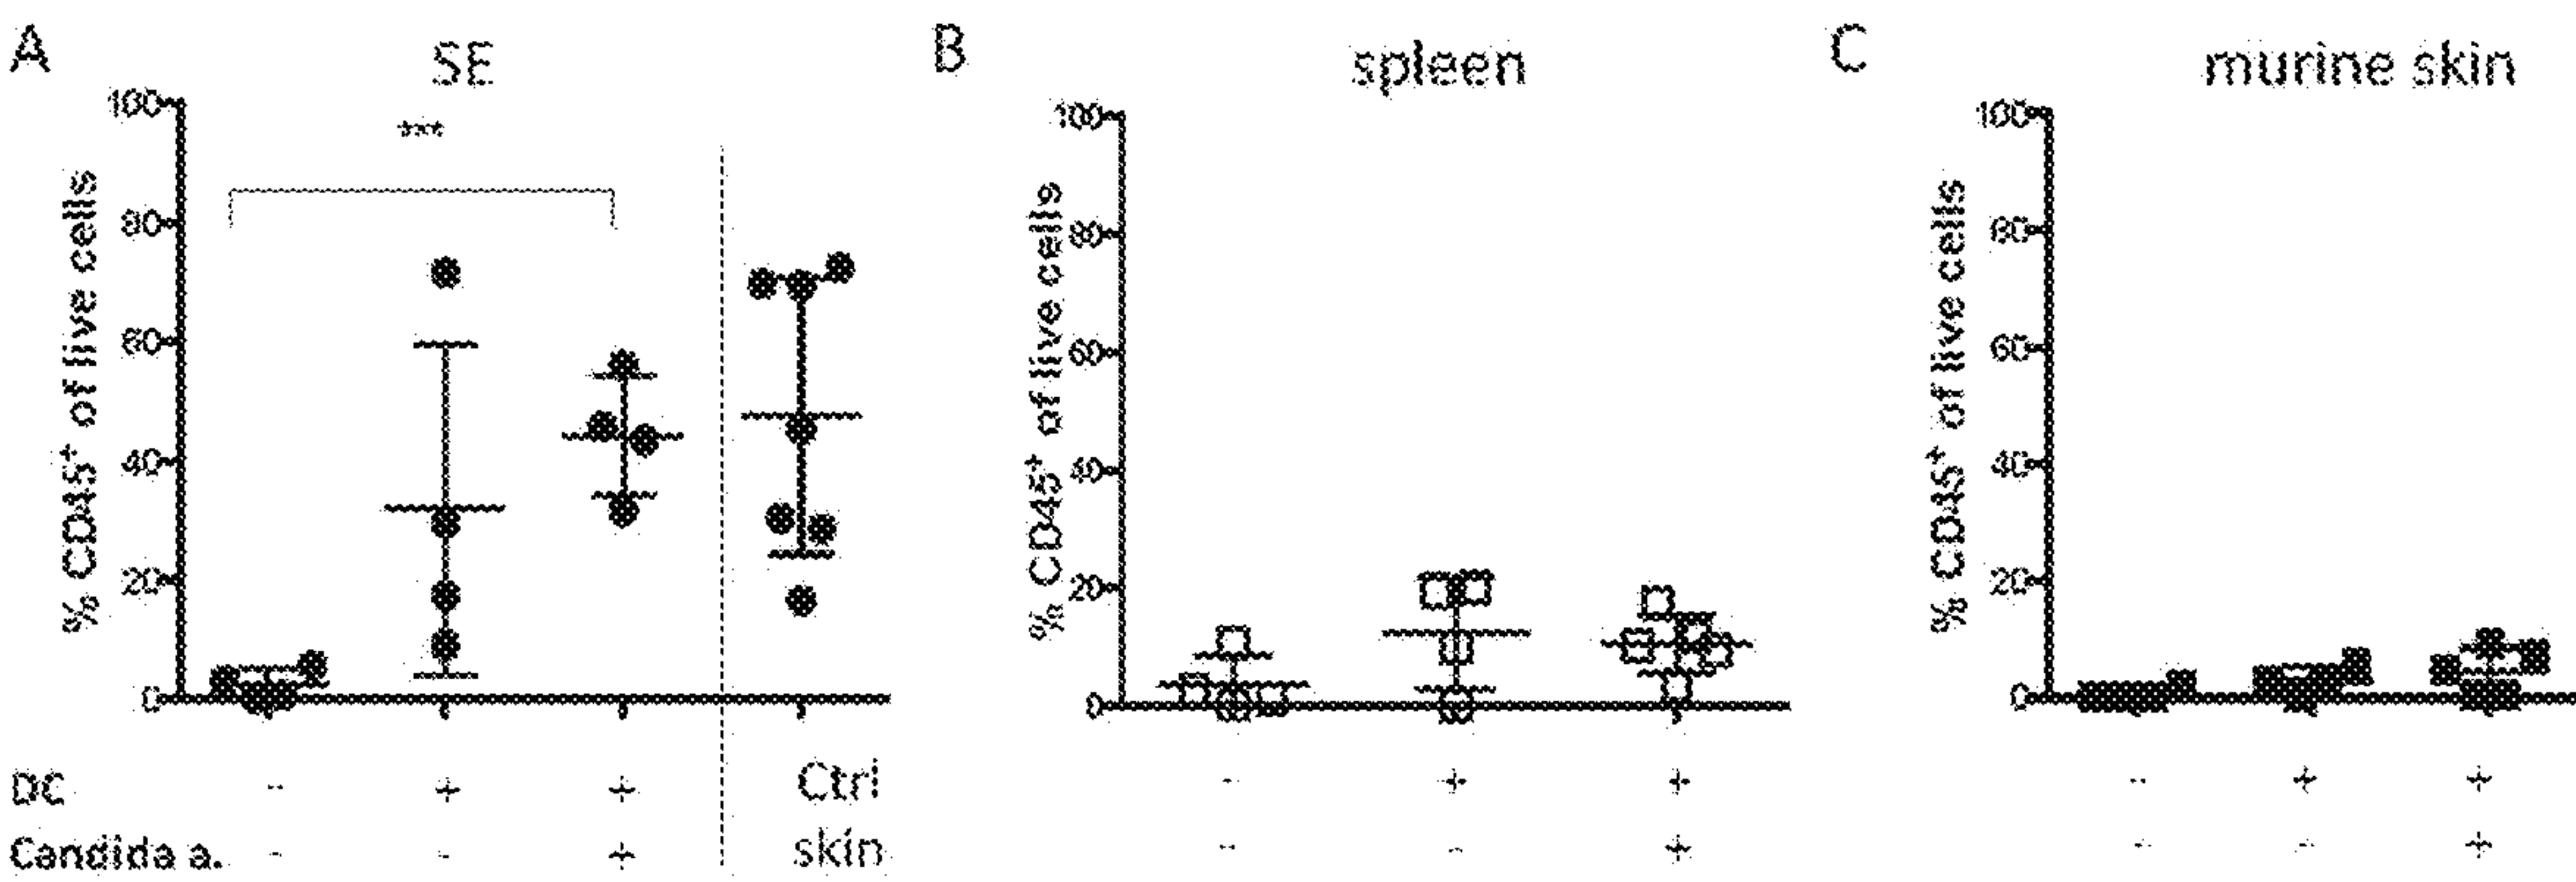 A
SE
% CD45+ of live cells
100
80
60
40
20
0
***
DC - + + Ctrl
Candida a. - - + skin
B
spleen
% CD45+ of live cells
100
80
60
40
20
0
- + +
- - +
C
murine skin
% CD45+ of live cells
100
80
60
40
20
0
- + +
- - +